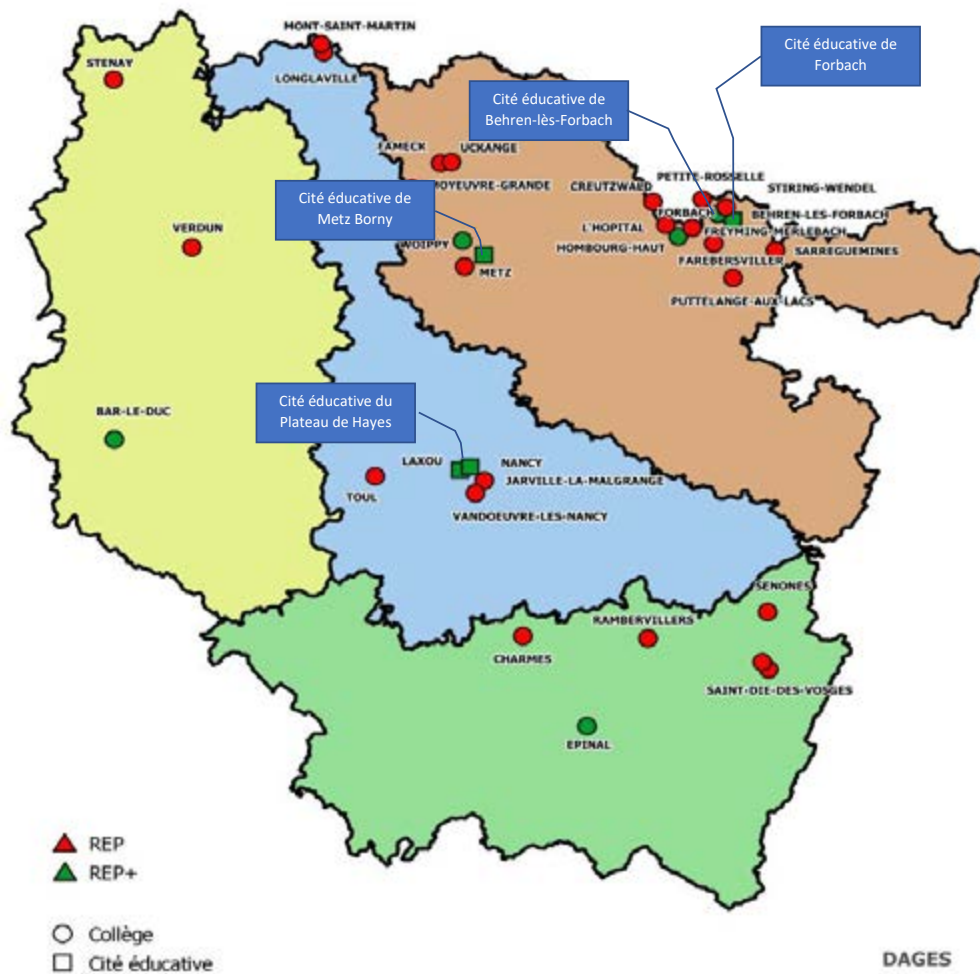 MONT-SAINT-MARTIN
Cité éducative de
Forbach
STENAY
LONGLAVILLE
Cité éducative de
Behren-lès-Forbach
FAMECK
UCKANGE
PETITE-ROSSELLE
MOYEUVRE-GRANDE
CREUTZWALD
STIRING-WENDEL
Cité éducative de
Metz Borny
FORBACH
BEHREN-LES-FORBACH
VERDUN
WOIPPY
L'HOPITAL
FREYMING-MERLEBACH
HOMBOURG-HAUT
SARREGUEMINES
FAREBERSVILLER
METZ
PUTTELANGE-AUX-LACS
Cité éducative du
Plateau de Hayes
BAR-LE-DUC
LAXOU
NANCY
JARVILLE-LA-MALGRANGE
TOUL
VANDOEUVRE-LES-NANCY
SENONES
RAMBERVILLERS
CHARMES
SAINT-DIE-DES-VOSGES
EPINAL
REP
REP+
Collège
Cité éducative
DAGES